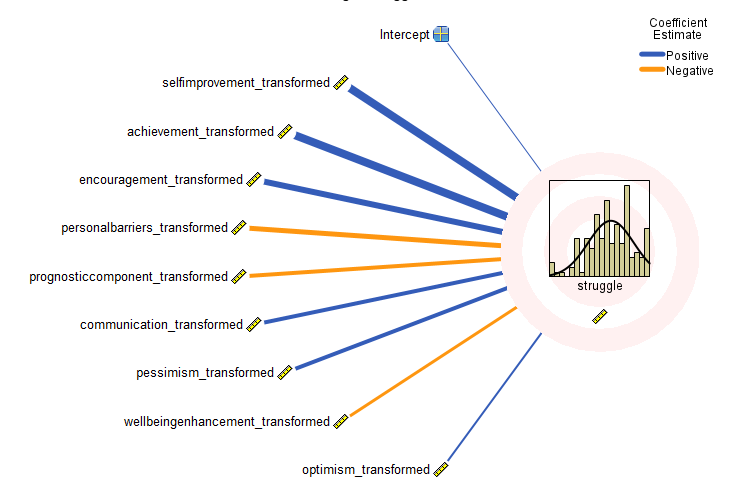 Intercept
Coefficient
Estimate
Positive
Negative
selfimprovement_transformed
achievement_transformed
encouragement_transformed
personalbarriers_transformed
prognosticcomponent_transformed
communication_transformed
pessimism_transformed
wellbeingenhancement_transformed
optimism_transformed
struggle